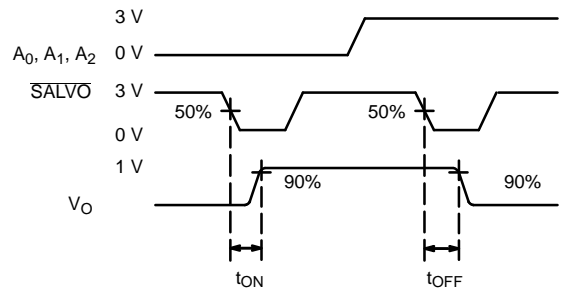 3 V
A0, A1, A2 0 V
SALVO 3 V
50% 50%
0 V
1 V
90% 90%
VO
tON tOFF